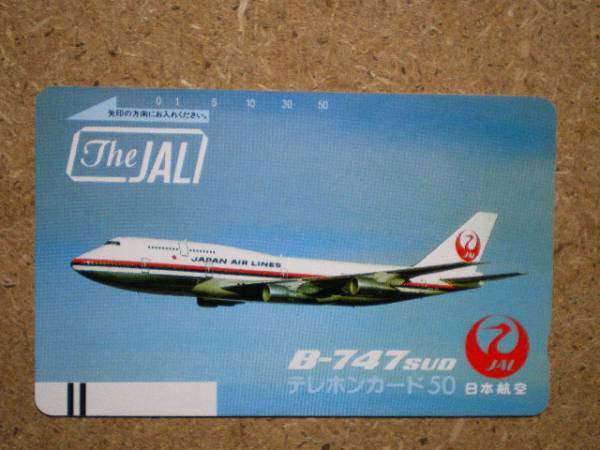 0 1 5 10 30 50
矢印の方向にお入れください。
The JAL
JAPAN AIR LINES
JAL
B-747SUD
テレホンカード50
JAL
日本航空